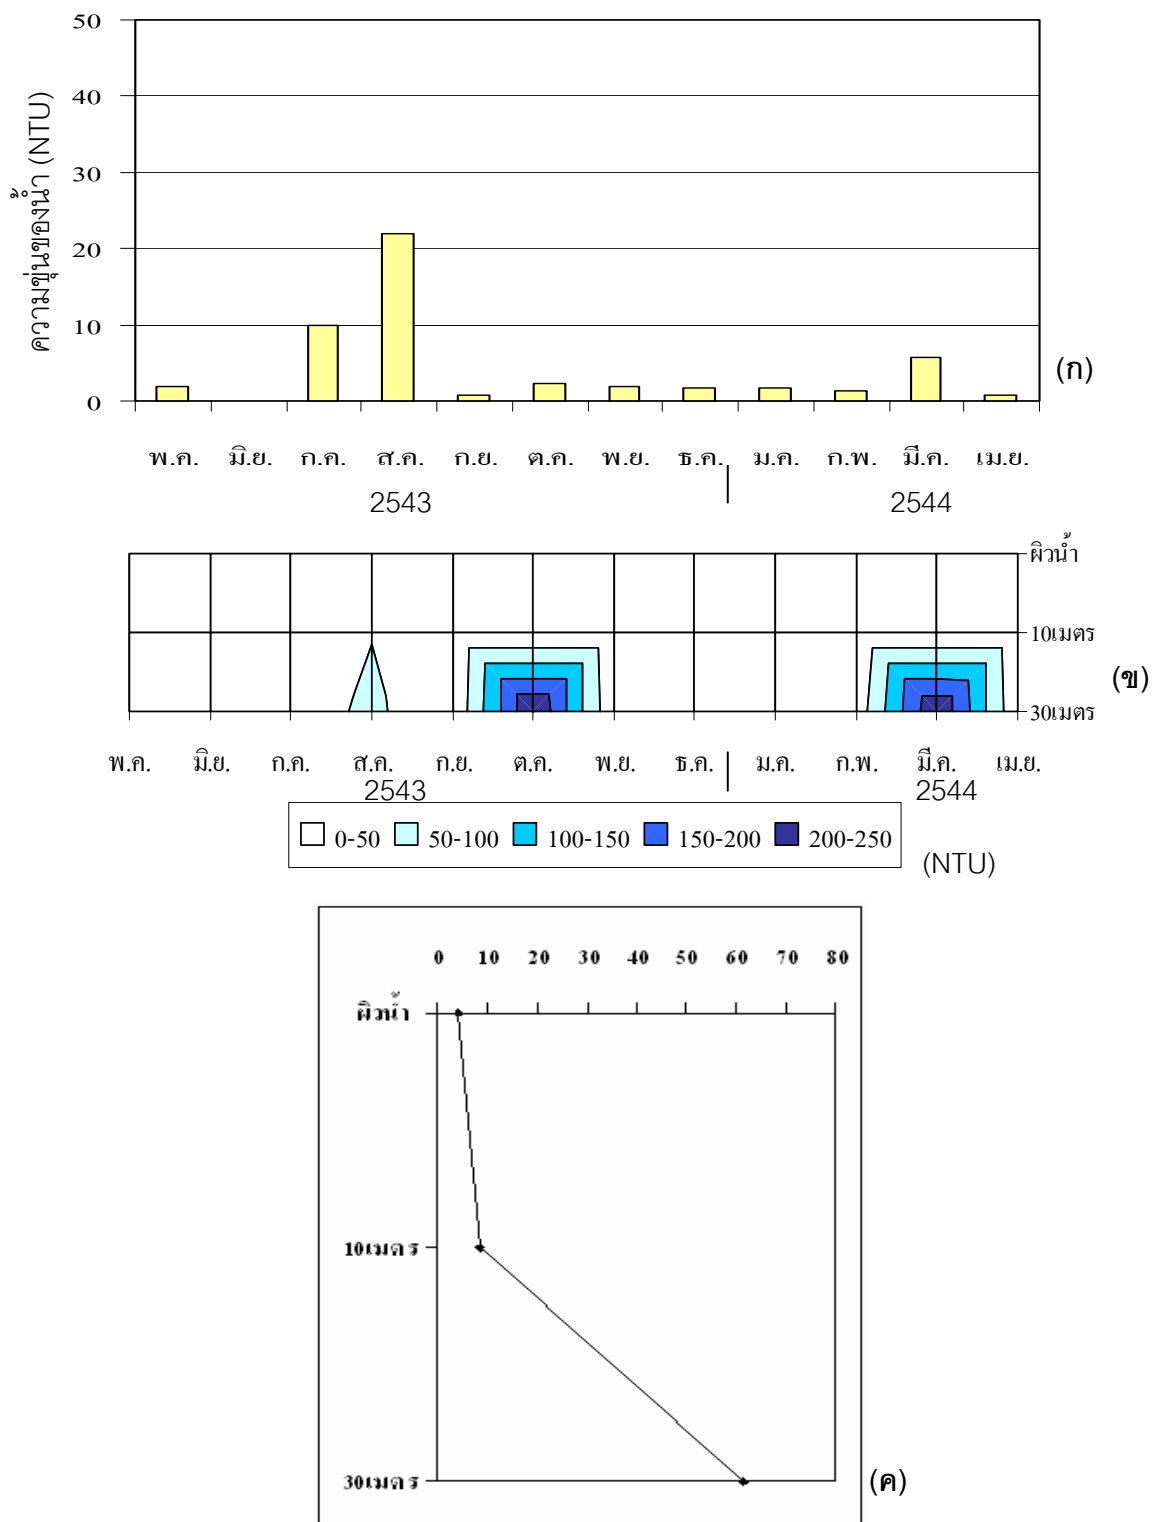 50
40
30
20
10
0
ความขุ่นของน้ำ (NTU)
(ก)
พ.ค. มิ.ย. ก.ค. ส.ค. ก.ย. ต.ค. พ.ย. ธ.ค. ม.ค. ก.พ. มี.ค. เม.ย.
2543 2544
ผิวน้ำ
10เมตร
(ข)
30เมตร
พ.ค. มิ.ย. ก.ค. ส.ค. ก.ย. ต.ค. พ.ย. ธ.ค. ม.ค. ก.พ. มี.ค. เม.ย.
2543 2544
0-50 50-100 100-150 150-200 200-250
(NTU)
0 10 20 30 40 50 60 70 80
ผิวน้ำ
10เมตร
30เมตร
(ค)